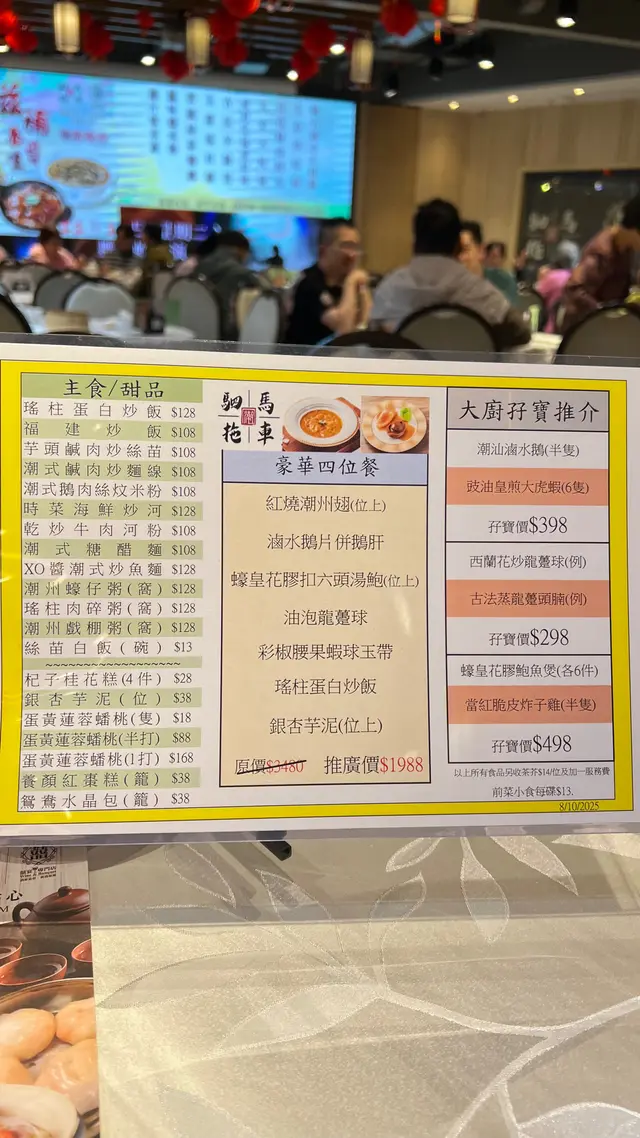 主食/甜品
瑤柱蛋白炒飯 $128
福建炒飯 $108
芋頭鹹肉炒絲苗 $108
潮式鹹肉炒麵線 $108
潮式鵝肉絲炆米粉 $108
時菜海鮮炒河 $128
乾炒牛肉河粉 $108
潮式糖醋麵 $108
XO醬潮式炒魚麵 $128
潮州蠔仔粥(窩) $128
瑤柱肉碎粥(窩) $128
潮州戲棚粥(窩) $128
絲苗白飯(碗) $13
~~~~~~~~~~~~~~~~~~
杞子桂花糕(4件) $28
銀杏芋泥(位) $38
蛋黃蓮蓉蟠桃(隻) $18
蛋黃蓮蓉蟠桃(半打) $88
蛋黃蓮蓉蟠桃(1打) $168
養顏紅棗糕(籠) $38
鴛鴦水晶包(籠) $38
駟馬
拖車
豪華四位餐
紅燒潮州翅(位上)
滷水鵝片併鵝肝
蠔皇花膠扣六頭湯鮑(位上)
油泡龍躉球
彩椒腰果蝦球玉帶
瑤柱蛋白炒飯
銀杏芋泥(位上)
原價$3480 推廣價$1988
大廚孖寶推介
潮汕滷水鵝(半隻)
豉油皇煎大虎蝦(6隻)
孖寶價$398
西蘭花炒龍躉球(例)
古法蒸龍躉頭腩(例)
孖寶價$298
蠔皇花膠鮑魚煲(各6件)
當紅脆皮炸子雞(半隻)
孖寶價$498
以上所有食品另收茶芥$14/位及加一服務費
前菜小食每碟$13.
8/10/2025